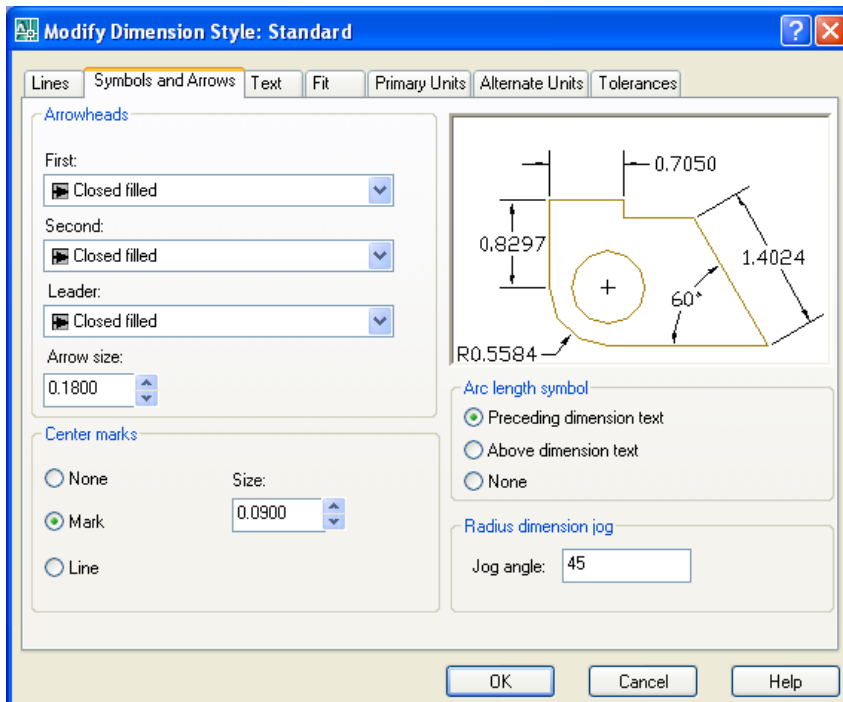 Modify Dimension Style: Standard
Lines Symbols and Arrows Text Fit Primary Units Alternate Units Tolerances
Arrowheads
First:
Closed filled
Second:
Closed filled
Leader:
Closed filled
Arrow size:
0.1800
Center marks
None
Mark
Line
Size:
0.0900
0.7050
0.8297
1.4024
60°
R0.5584
Arc length symbol
Preceding dimension text
Above dimension text
None
Radius dimension jog
Jog angle: 45
OK Cancel Help